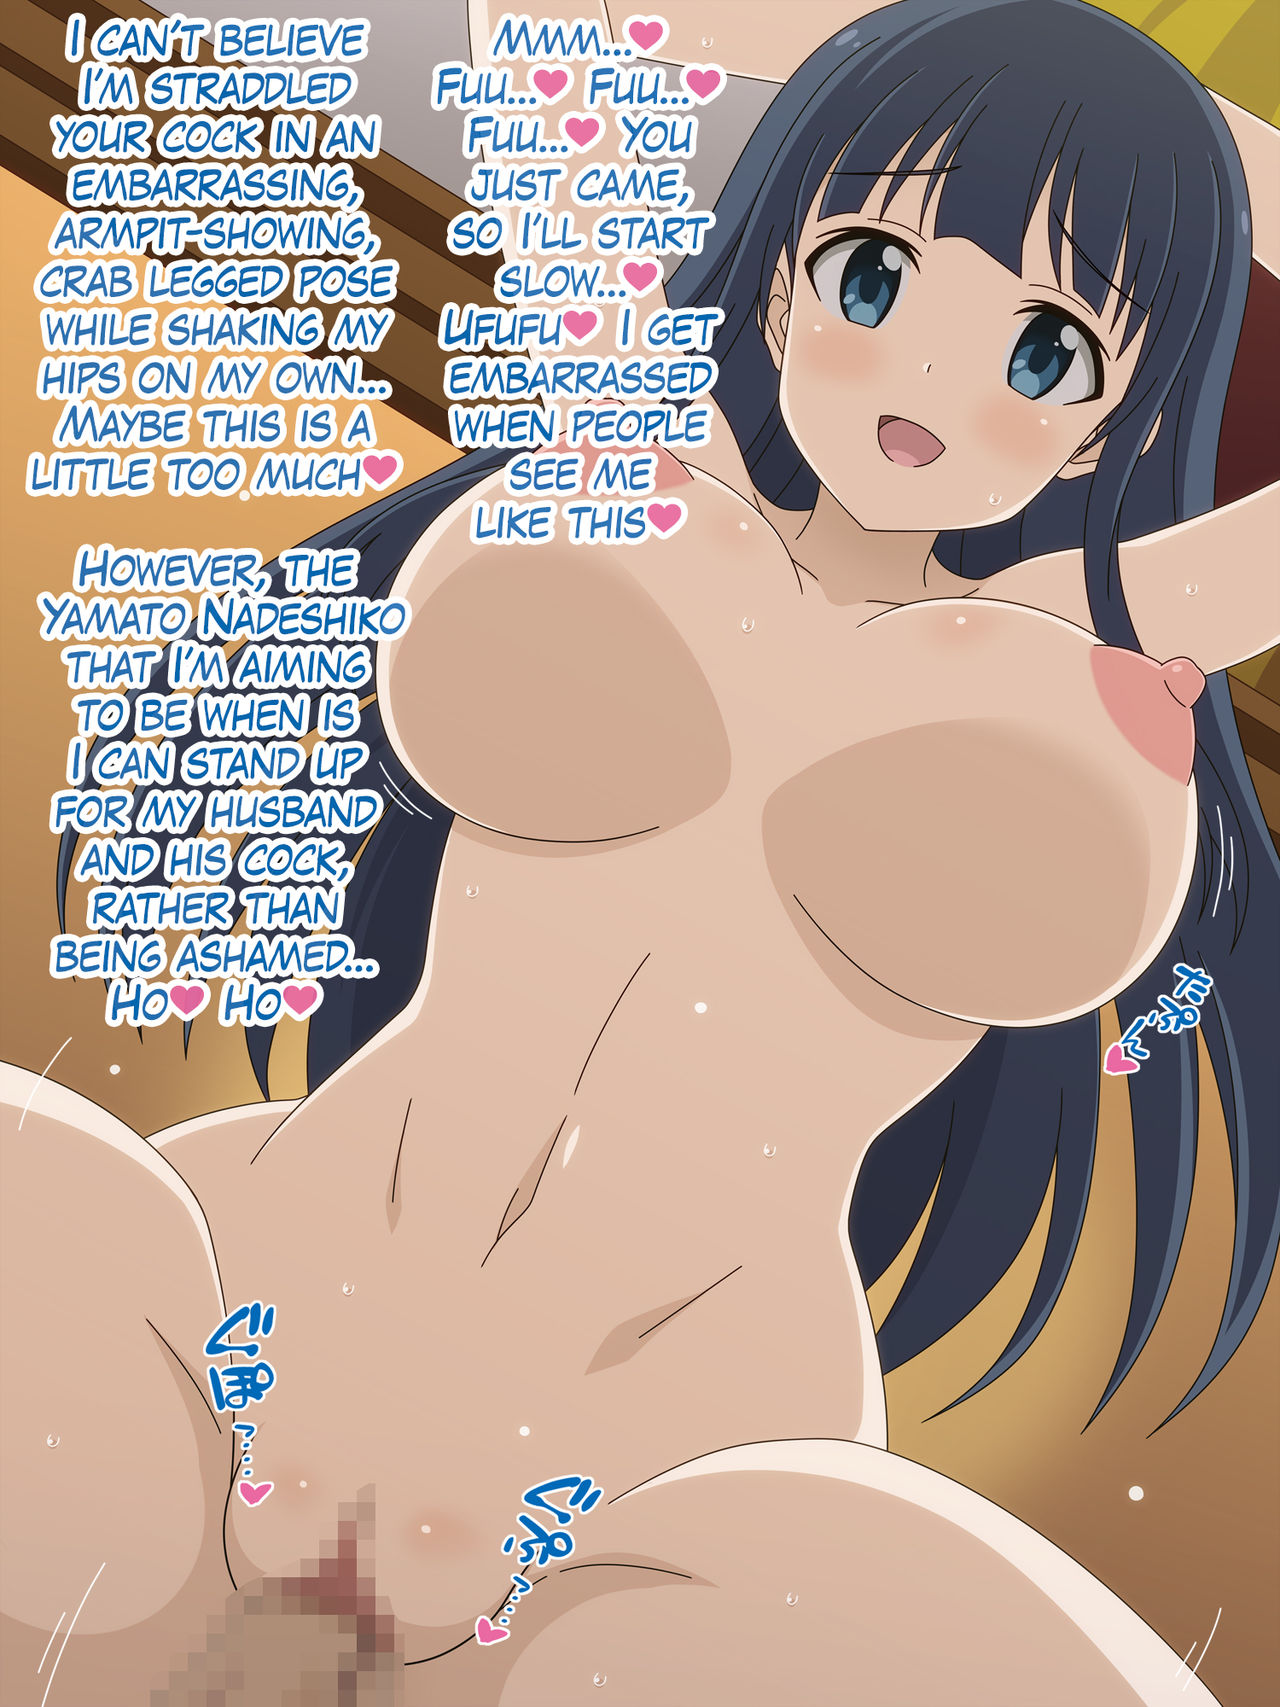 MMM...♥
FUU...♥ FUU...♥
FUU...♥ YOU
JUST CAME,
SO I'LL START
SLOW...♥
UFUFU♥ I GET
EMBARRASSED
WHEN PEOPLE
SEE ME
LIKE THIS♥
I CAN'T BELIEVE
I'M STRADDLED
YOUR COCK IN AN
EMBARRASSING,
ARMPIT-SHOWING,
CRAB LEGGED POSE
WHILE SHAKING MY
HIPS ON MY OWN...
MAYBE THIS IS A
LITTLE TOO MUCH♥
HOWEVER, THE
YAMATO NADESHIKO
THAT I'M AIMING
TO BE WHEN IS
I CAN STAND UP
FOR MY HUSBAND
AND HIS COCK,
RATHER THAN
BEING ASHAMED...
HO♥ HO♥